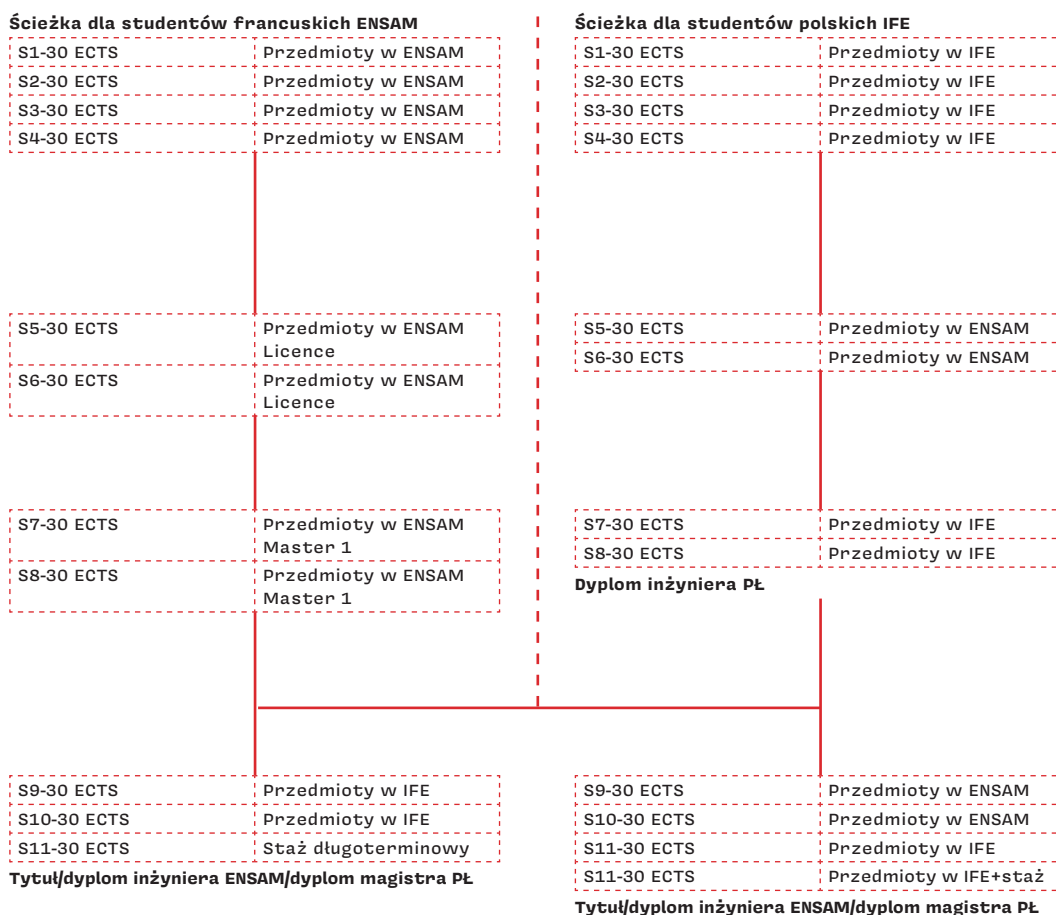 Ścieżka dla studentów francuskich ENSAM
S1-30 ECTS Przedmioty w ENSAM
S2-30 ECTS Przedmioty w ENSAM
S3-30 ECTS Przedmioty w ENSAM
S4-30 ECTS Przedmioty w ENSAM
S5-30 ECTS Przedmioty w ENSAM
Licence
S6-30 ECTS Przedmioty w ENSAM
Licence
S7-30 ECTS Przedmioty w ENSAM
Master 1
S8-30 ECTS Przedmioty w ENSAM
Master 1
S9-30 ECTS Przedmioty w IFE
S10-30 ECTS Przedmioty w IFE
S11-30 ECTS Staż długoterminowy
Tytuł/dyplom inżyniera ENSAM/dyplom magistra PŁ
Ścieżka dla studentów polskich IFE
S1-30 ECTS Przedmioty w IFE
S2-30 ECTS Przedmioty w IFE
S3-30 ECTS Przedmioty w IFE
S4-30 ECTS Przedmioty w IFE
S5-30 ECTS Przedmioty w ENSAM
S6-30 ECTS Przedmioty w ENSAM
S7-30 ECTS Przedmioty w IFE
S8-30 ECTS Przedmioty w IFE
Dyplom inżyniera PŁ
S9-30 ECTS Przedmioty w ENSAM
S10-30 ECTS Przedmioty w ENSAM
S11-30 ECTS Przedmioty w IFE
S11-30 ECTS Przedmioty w IFE+staż
Tytuł/dyplom inżyniera ENSAM/dyplom magistra PŁ